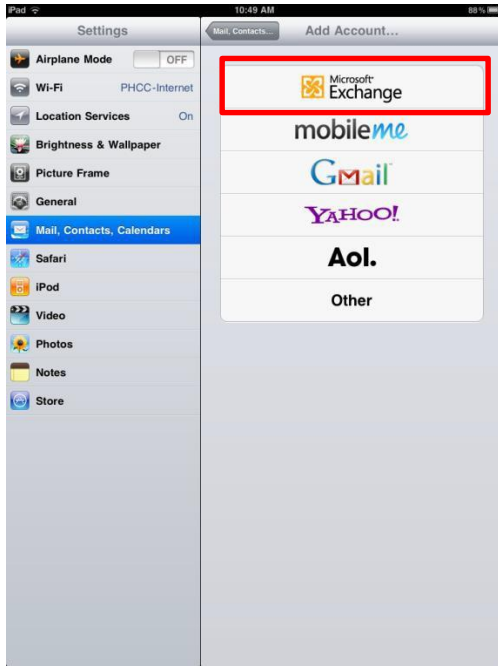 iPad 10:49 AM 88%
Settings
Airplane Mode OFF
Wi-Fi PHCC-Internet
Location Services On
Brightness & Wallpaper
Picture Frame
General
Mail, Contacts, Calendars
Safari
iPod
Video
Photos
Notes
Store
Mail, Contacts... Add Account...
Microsoft
Exchange
mobileme
Gmail
YAHOO!
Aol.
Other